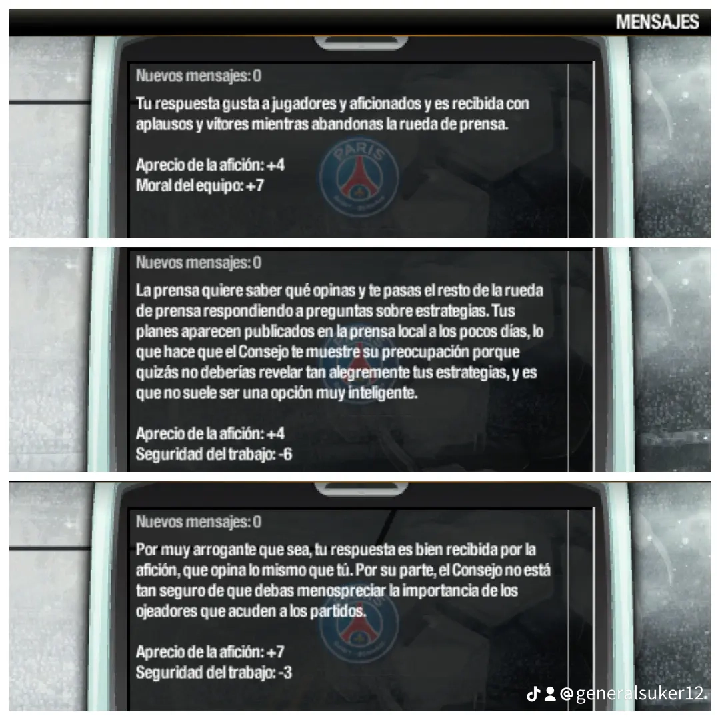 MENSAJES
Nuevos mensajes: 0
Tu respuesta gusta a jugadores y aficionados y es recibida con
aplausos y vítores mientras abandonas la rueda de prensa.
PARIS
Aprecio de la afición: +4
Moral del equipo: +7
Nuevos mensajes: 0
La prensa quiere saber qué opinas y te pasas el resto de la rueda
de prensa respondiendo a preguntas sobre estrategias. Tus
planes aparecen publicados en la prensa local a los pocos días, lo
que hace que el Consejo te muestre su preocupación porque
quizás no deberías revelar tan alegremente tus estrategias, y es
que no suele ser una opción muy inteligente.
Aprecio de la afición: +4
Seguridad del trabajo: -6
Nuevos mensajes: 0
Por muy arrogante que sea, tu respuesta es bien recibida por la
afición, que opina lo mismo que tú. Por su parte, el Consejo no está
tan seguro de que debas menospreciar la importancia de los
ojeadores que acuden a los partidos.
Aprecio de la afición: +7
Seguridad del trabajo: -3
@generalsuker12.